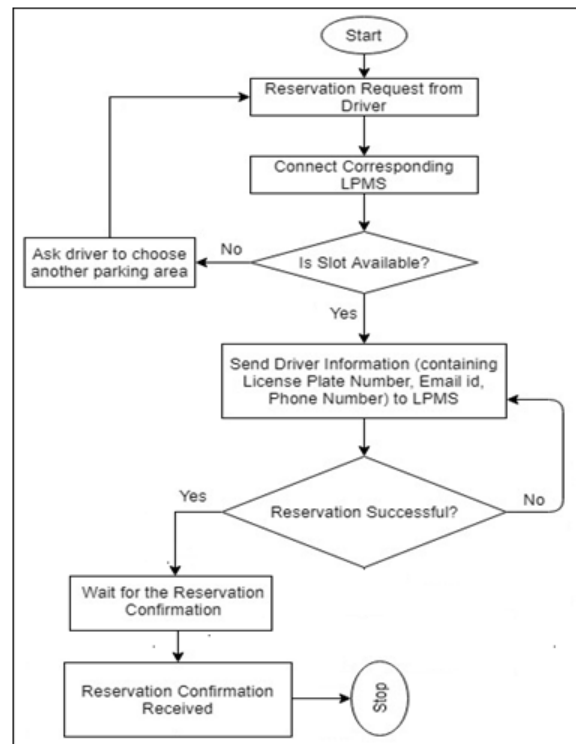 Start
Reservation Request from
Driver
Connect Corresponding
LPMS
Is Slot Available?
No
Ask driver to choose
another parking area
Yes
Send Driver Information (containing
License Plate Number, Email id,
Phone Number) to LPMS
Reservation Successful?
Yes
No
Wait for the Reservation
Confirmation
Reservation Confirmation
Received
Stop